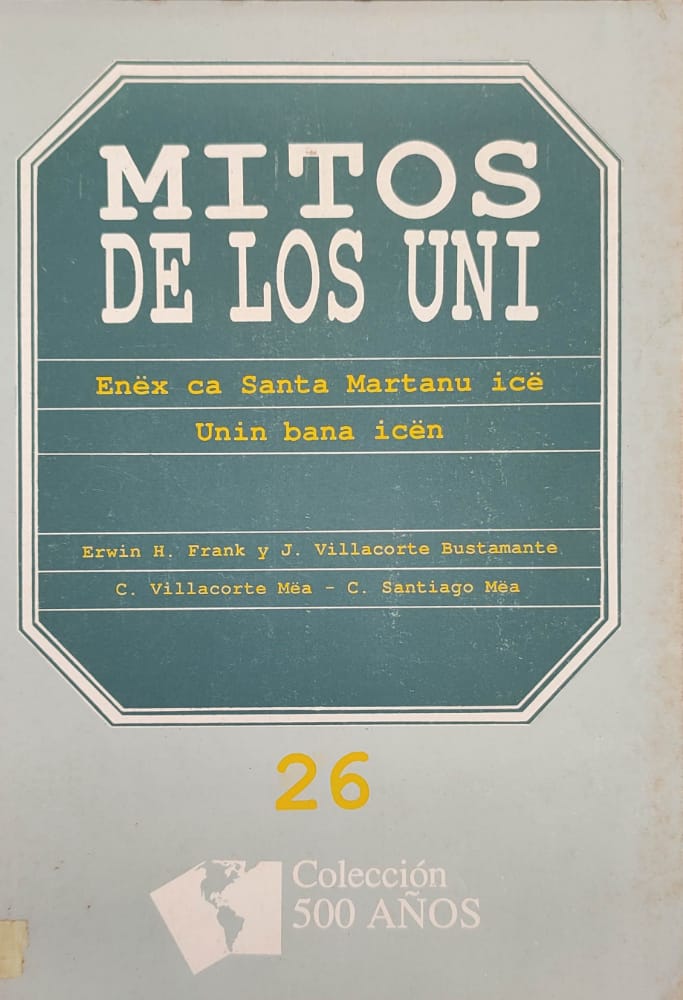 MITOS
DE LOS UNI
Enëx ca Santa Martanu icë
Unin bana icën
Erwin H. Frank y J. Villacorte Bustamante
C. Villacorte Mëa - C. Santiago Mëa
26
Colección
500 AÑOS